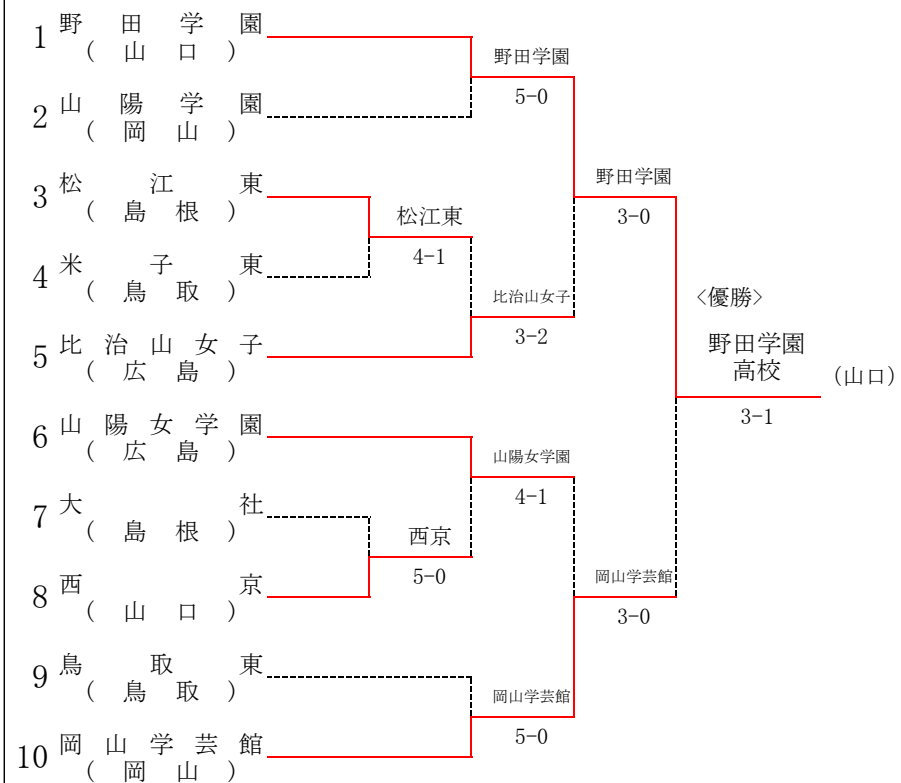 1 野田学園
(山口)
2 山陽学園
(岡山)
3 松江東
(島根)
4 米子東
(鳥取)
5 比治山女子
(広島)
6 山陽女学園
(広島)
7 大社
(島根)
8 西京
(山口)
9 鳥取東
(鳥取)
10 岡山学芸館
(岡山)
松江東
4-1
西京
5-0
野田学園
5-0
比治山女子
3-2
山陽女学園
4-1
岡山学芸館
5-0
野田学園
3-0
岡山学芸館
3-0
<優勝>
野田学園
高校
(山口)
3-1